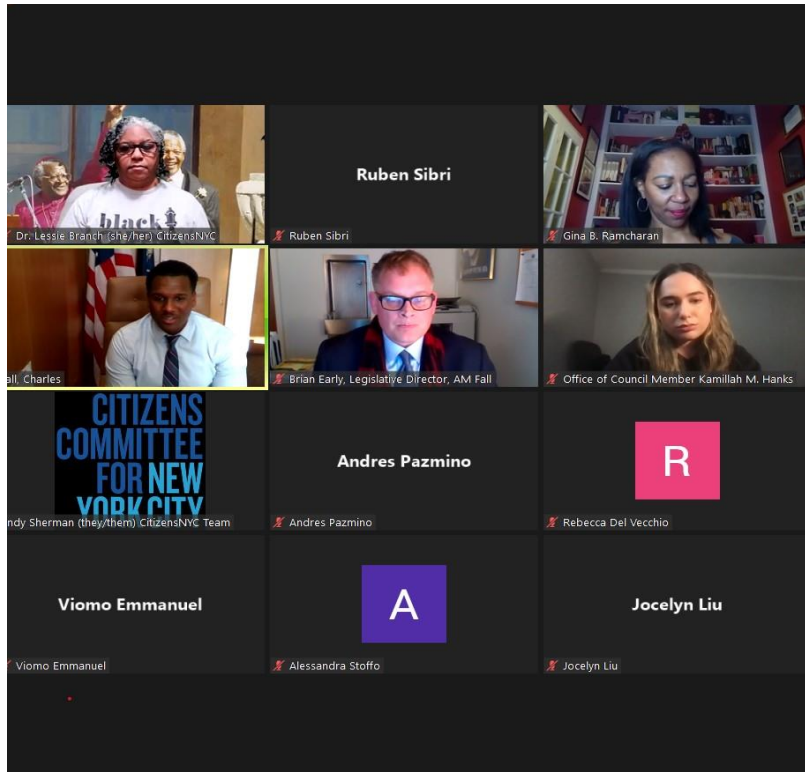 black
Dr. Lessie Branch (she/her) CitizensNYC
Ruben Sibri
Ruben Sibri
Gina B. Ramcharan
all, Charles
Brian Early, Legislative Director, AM Fall
Office of Council Member Kamillah M. Hanks
CITIZENS
COMMITTEE
FOR NEW
YORK CITY
ndy Sherman (they/them) CitizensNYC Team
Andres Pazmino
Andres Pazmino
R
Rebecca Del Vecchio
Viomo Emmanuel
Viomo Emmanuel
A
Alessandra Stoffo
Jocelyn Liu
Jocelyn Liu